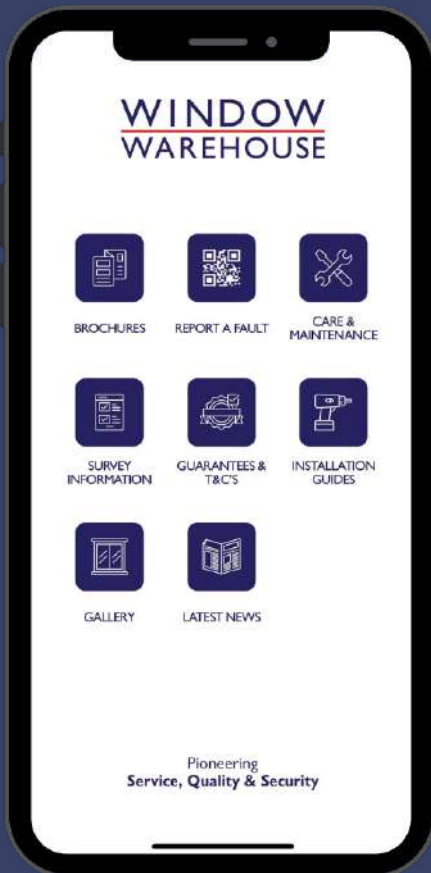 WINDOW
WAREHOUSE
BROCHURES
REPORT A FAULT
CARE &
MAINTENANCE
SURVEY
INFORMATION
GUARANTEES &
T&C'S
INSTALLATION
GUIDES
GALLERY
LATEST NEWS
Pioneering
Service, Quality & Security